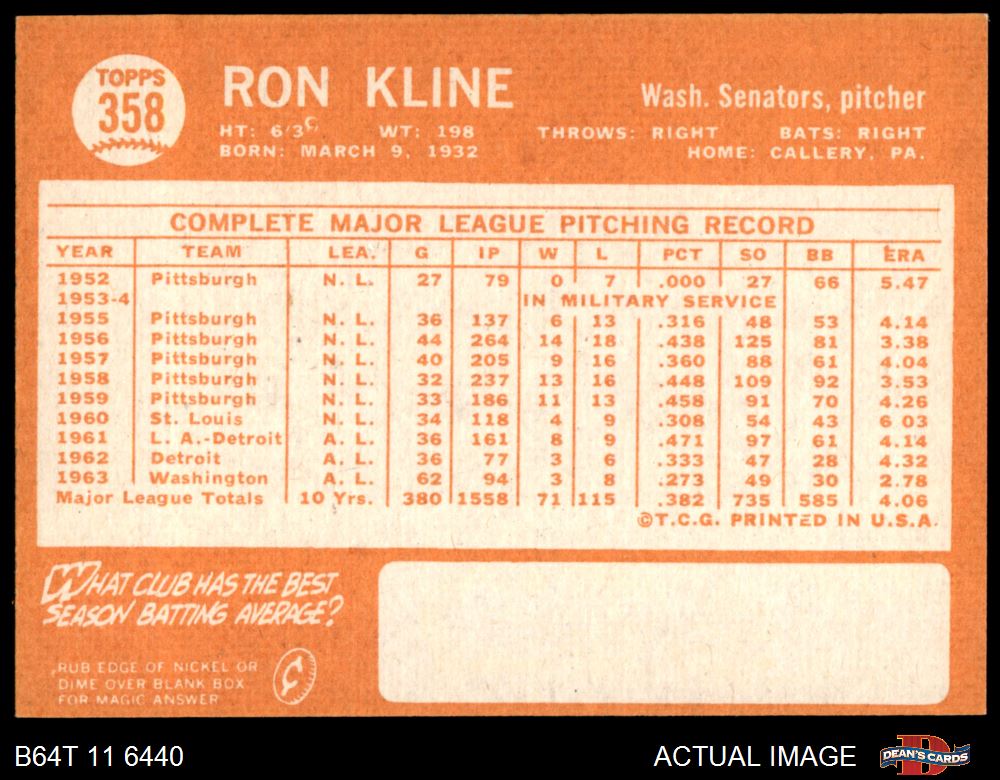 TOPPS
358
RON KLINE
Wash. Senators, pitcher
HT: 6'3" WT: 198 THROWS: RIGHT BATS: RIGHT
BORN: MARCH 9, 1932 HOME: CALLERY, PA.
COMPLETE MAJOR LEAGUE PITCHING RECORD
YEAR TEAM LEA. G IP W L PCT SO BB ERA
1952 Pittsburgh N. L. 27 79 0 7 .000 27 66 5.47
1953-4 IN MILITARY SERVICE
1955 Pittsburgh N. L. 36 137 6 13 .316 48 53 4.14
1956 Pittsburgh N. L. 44 264 14 18 .438 125 81 3.38
1957 Pittsburgh N. L. 40 205 9 16 .360 88 61 4.04
1958 Pittsburgh N. L. 32 237 13 16 .448 109 92 3.53
1959 Pittsburgh N. L. 33 186 11 13 .458 91 70 4.26
1960 St. Louis N. L. 34 118 4 9 .308 54 43 6.03
1961 L. A.-Detroit A. L. 36 161 8 9 .471 97 61 4.14
1962 Detroit A. L. 36 77 3 6 .333 47 28 4.32
1963 Washington A. L. 62 94 3 8 .273 49 30 2.78
Major League Totals 10 Yrs. 380 1558 71 115 .382 735 585 4.06
©T.C.G. PRINTED IN U.S.A.
WHAT CLUB HAS THE BEST
SEASON BATTING AVERAGE?
RUB EDGE OF NICKEL OR
DIME OVER BLANK BOX
FOR MAGIC ANSWER
B64T 11 6440 ACTUAL IMAGE DEAN'S CARDS